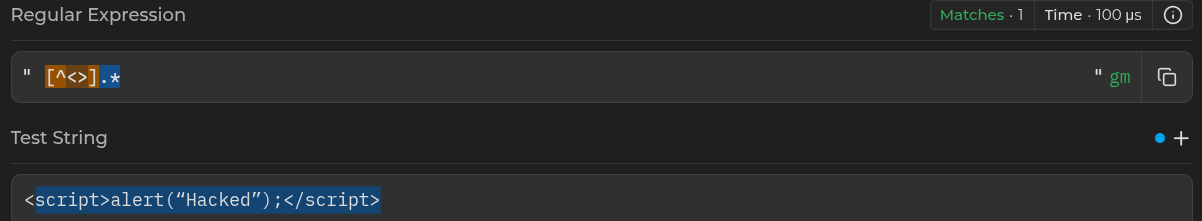 Regular Expression
Matches · 1 Time · 100 μs
" [^<>].* " gm
Test String
<script>alert(“Hacked”);</script>